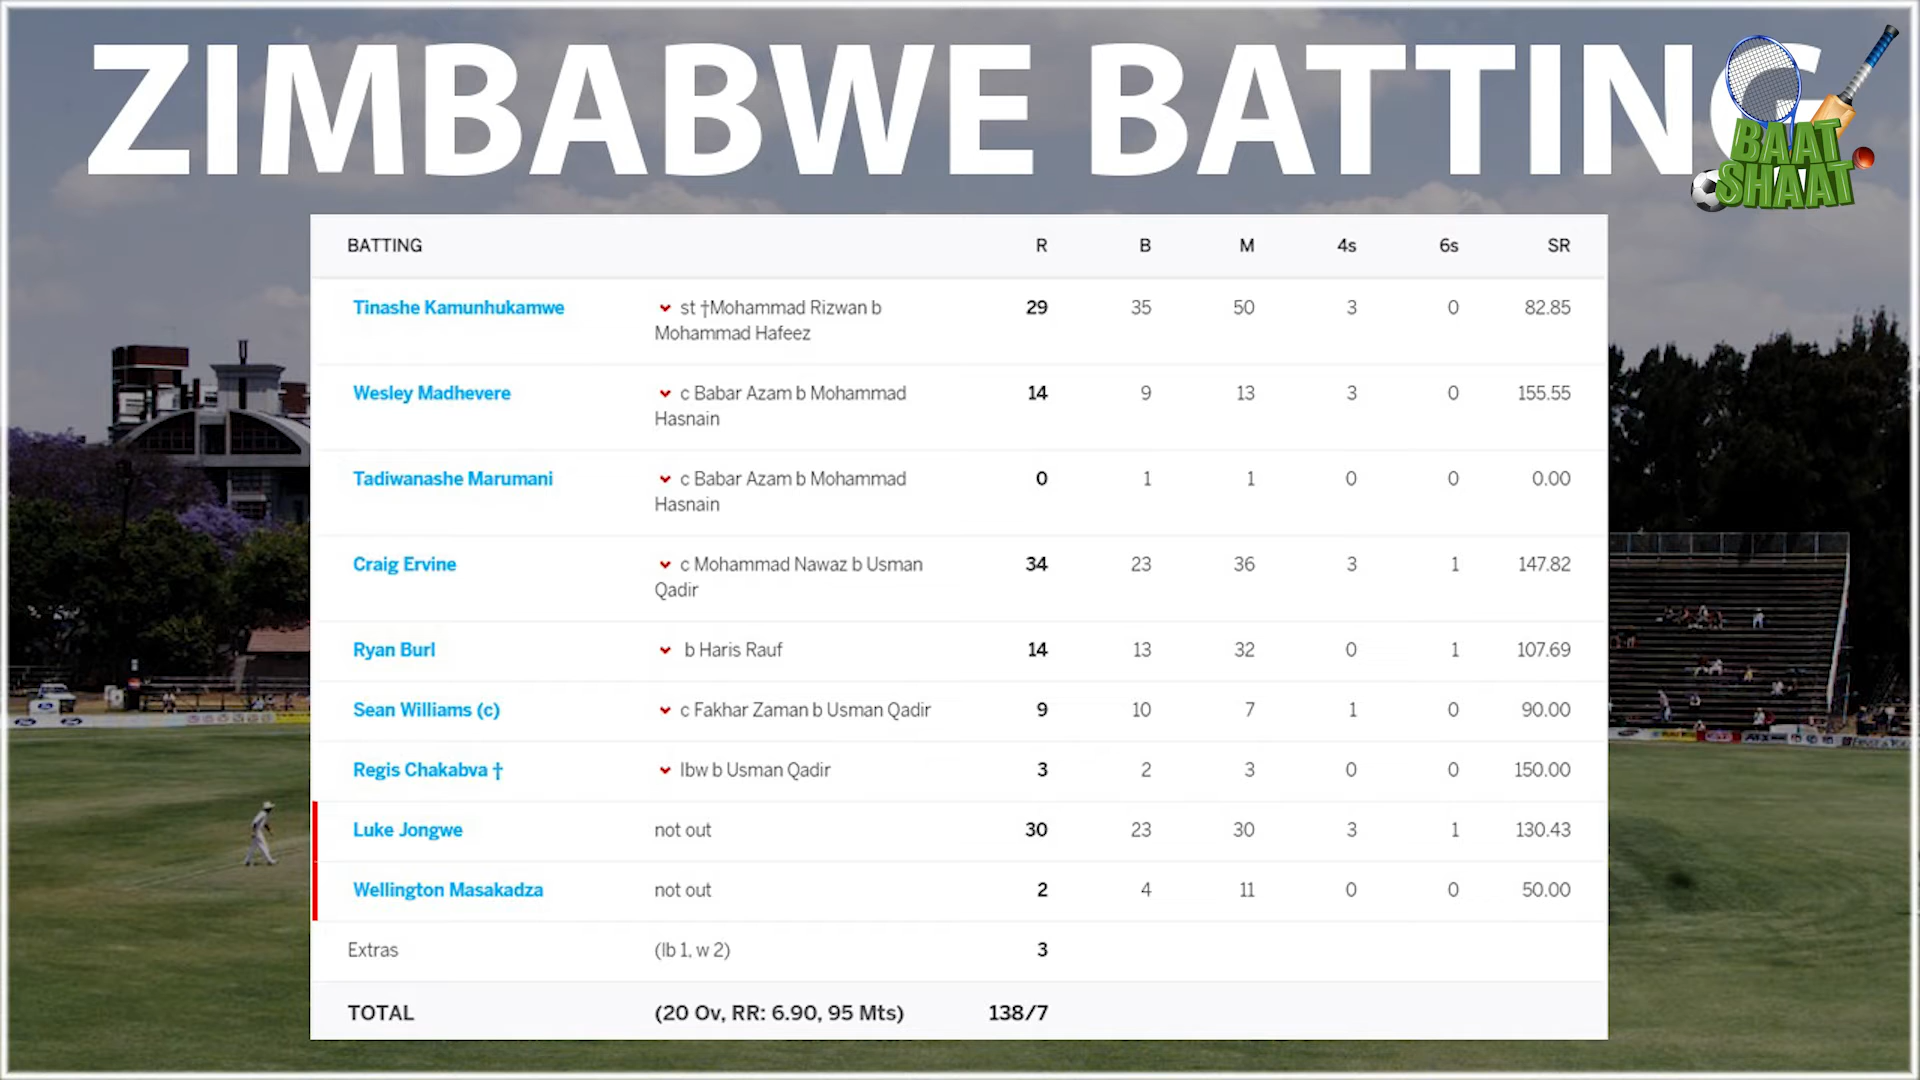 ZIMBABWE BATTING
BAAT
SHAAT
BATTING R B M 4s 6s SR
Tinashe Kamunhukamwe st †Mohammad Rizwan b 29 35 50 3 0 82.85
Mohammad Hafeez
Wesley Madhevere c Babar Azam b Mohammad 14 9 13 3 0 155.55
Hasnain
Tadiwanashe Marumani c Babar Azam b Mohammad 0 1 1 0 0 0.00
Hasnain
Craig Ervine c Mohammad Nawaz b Usman 34 23 36 3 1 147.82
Qadir
Ryan Burl b Haris Rauf 14 13 32 0 1 107.69
Sean Williams (c) c Fakhar Zaman b Usman Qadir 9 10 7 1 0 90.00
Regis Chakabva † lbw b Usman Qadir 3 2 3 0 0 150.00
Luke Jongwe not out 30 23 30 3 1 130.43
Wellington Masakadza not out 2 4 11 0 0 50.00
Extras (lb 1, w 2) 3
TOTAL (20 Ov, RR: 6.90, 95 Mts) 138/7